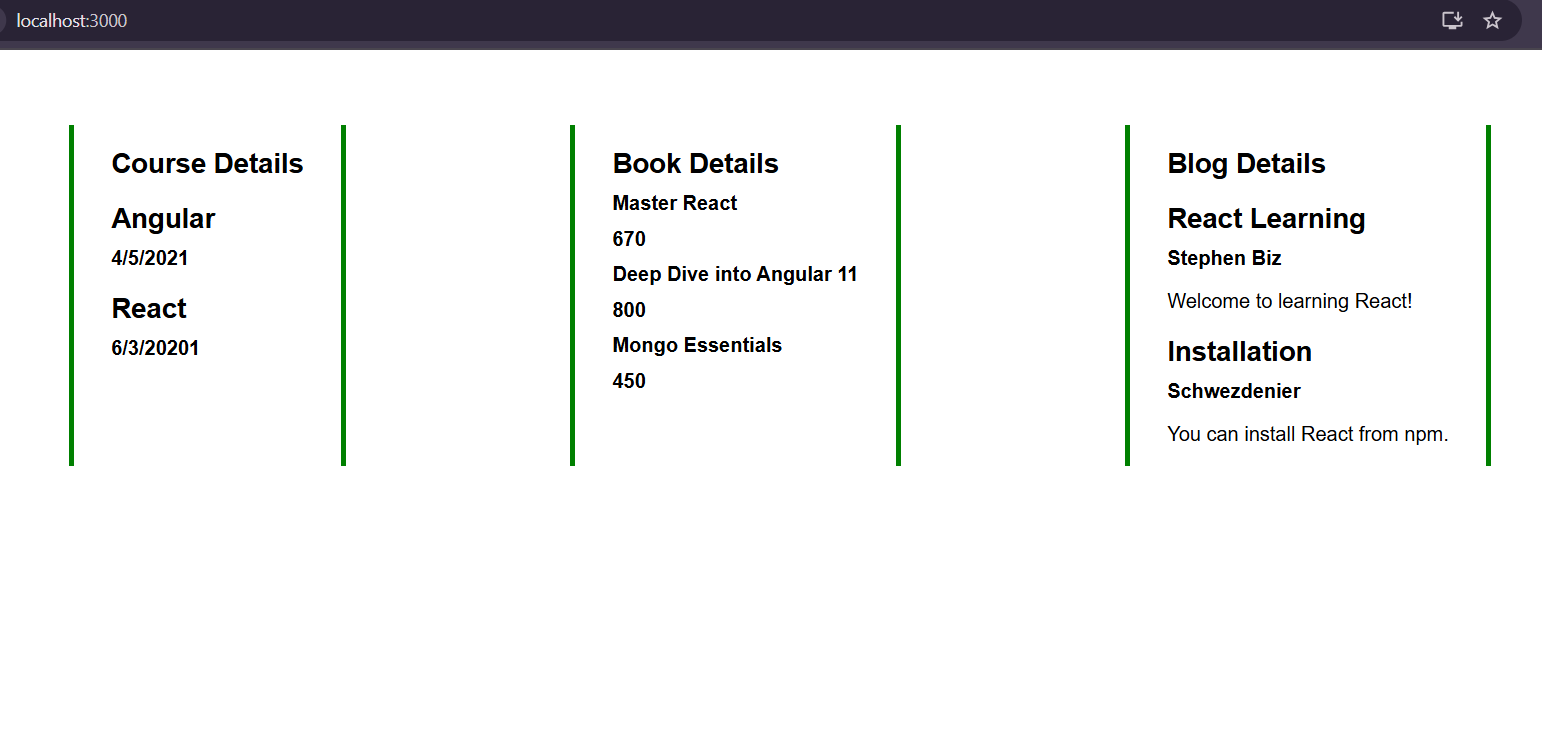 localhost:3000
Course Details
Angular
4/5/2021
React
6/3/20201
Book Details
Master React
670
Deep Dive into Angular 11
800
Mongo Essentials
450
Blog Details
React Learning
Stephen Biz
Welcome to learning React!
Installation
Schwezdenier
You can install React from npm.